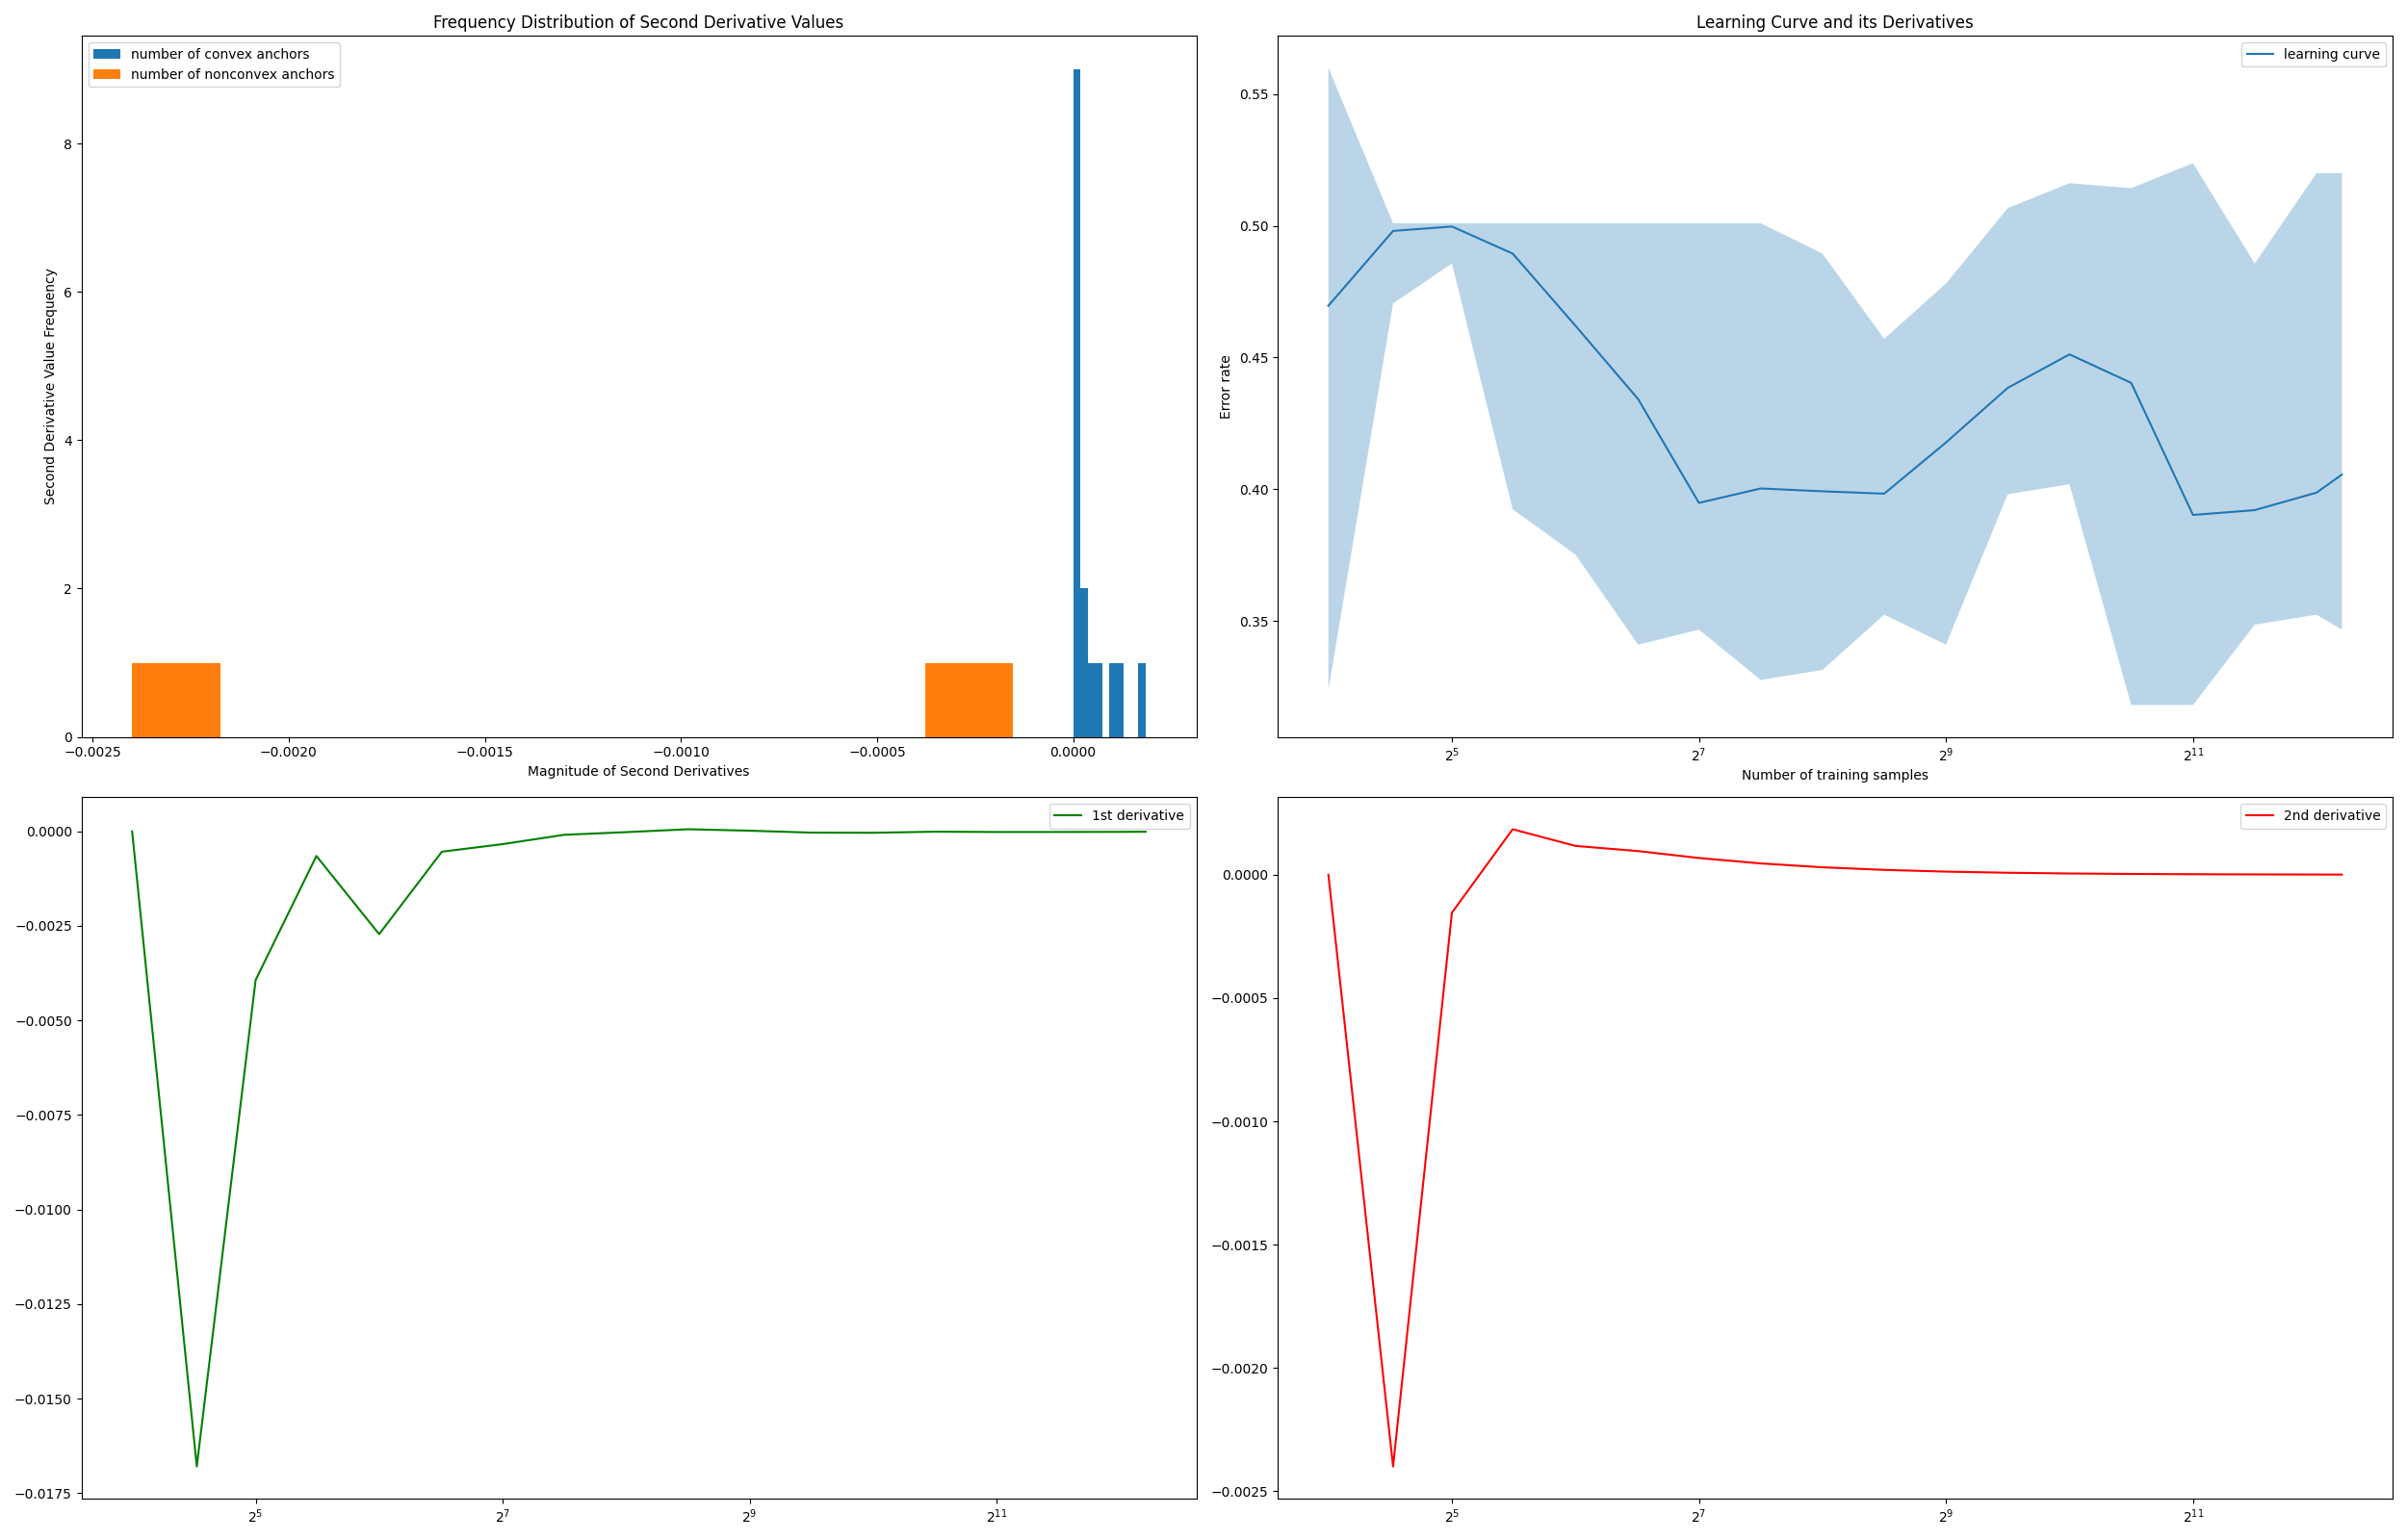 Frequency Distribution of Second Derivative Values
number of convex anchors
number of nonconvex anchors
Second Derivative Value Frequency
8
6
4
2
0
−0.0025 −0.0020 −0.0015 −0.0010 −0.0005 0.0000
Magnitude of Second Derivatives
Learning Curve and its Derivatives
learning curve
Error rate
0.55
0.50
0.45
0.40
0.35
2^5 2^7 2^9 2^11
Number of training samples
1st derivative
0.0000
−0.0025
−0.0050
−0.0075
−0.0100
−0.0125
−0.0150
−0.0175
2^5 2^7 2^9 2^11
2nd derivative
0.0000
−0.0005
−0.0010
−0.0015
−0.0020
−0.0025
2^5 2^7 2^9 2^11